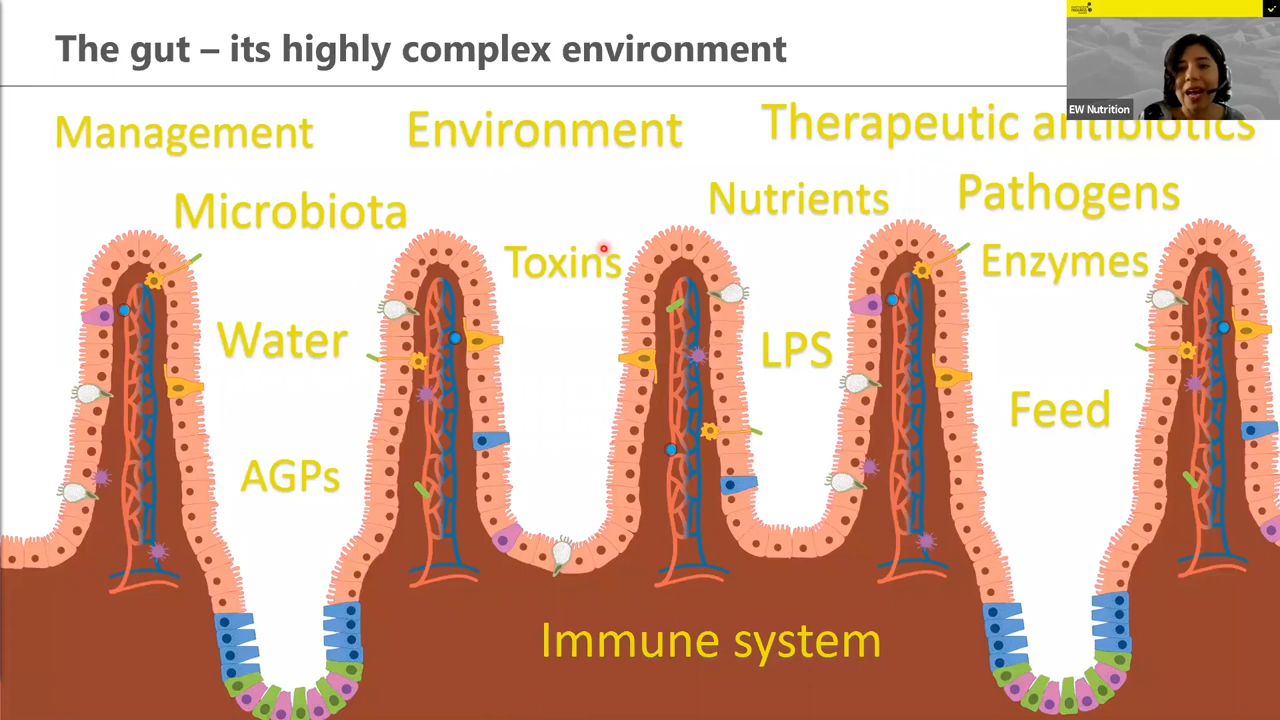 The gut – its highly complex environment
EW Nutrition
Management
Environment
Therapeutic antibiotics
Microbiota
Nutrients
Pathogens
Toxins
Enzymes
Water
LPS
Feed
AGPs
Immune system